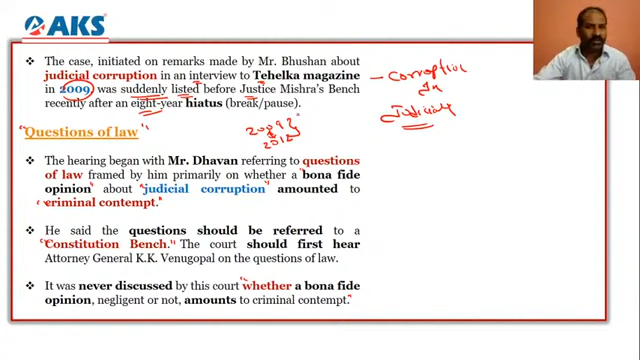 AKS
❖ The case, initiated on remarks made by Mr. Bhushan about
judicial corruption in an interview to Tehelka magazine
in 2009 was suddenly listed before Justice Mishra's Bench
recently after an eight-year hiatus (break/pause).
- Corruption
In
Judiciary
2009
2012
"Questions of law"
❖ The hearing began with Mr. Dhavan referring to questions
of law framed by him primarily on whether a "bona fide
opinion" about "judicial corruption" amounted to
"criminal contempt."
❖ He said the questions should be referred to a
"Constitution Bench." The court should first hear
Attorney General K.K. Venugopal on the questions of law.
❖ It was never discussed by this court "whether a bona fide
opinion, negligent or not, amounts to criminal contempt."